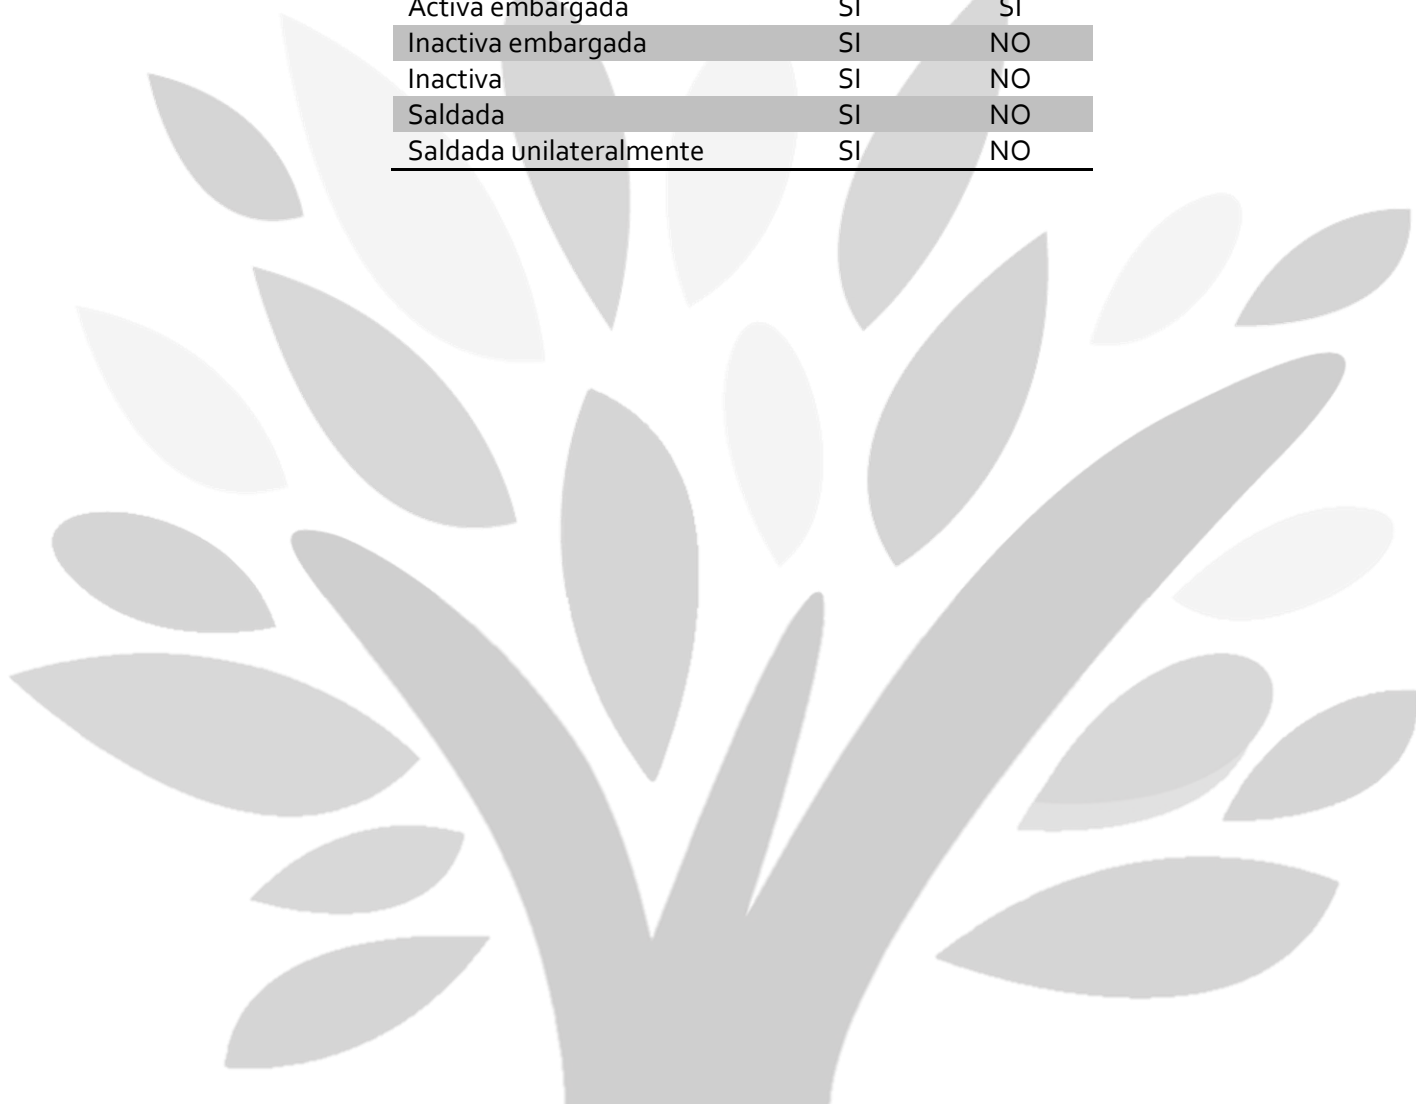 Activa embargada SI SI
Inactiva embargada SI NO
Inactiva SI NO
Saldada SI NO
Saldada unilateralmente SI NO